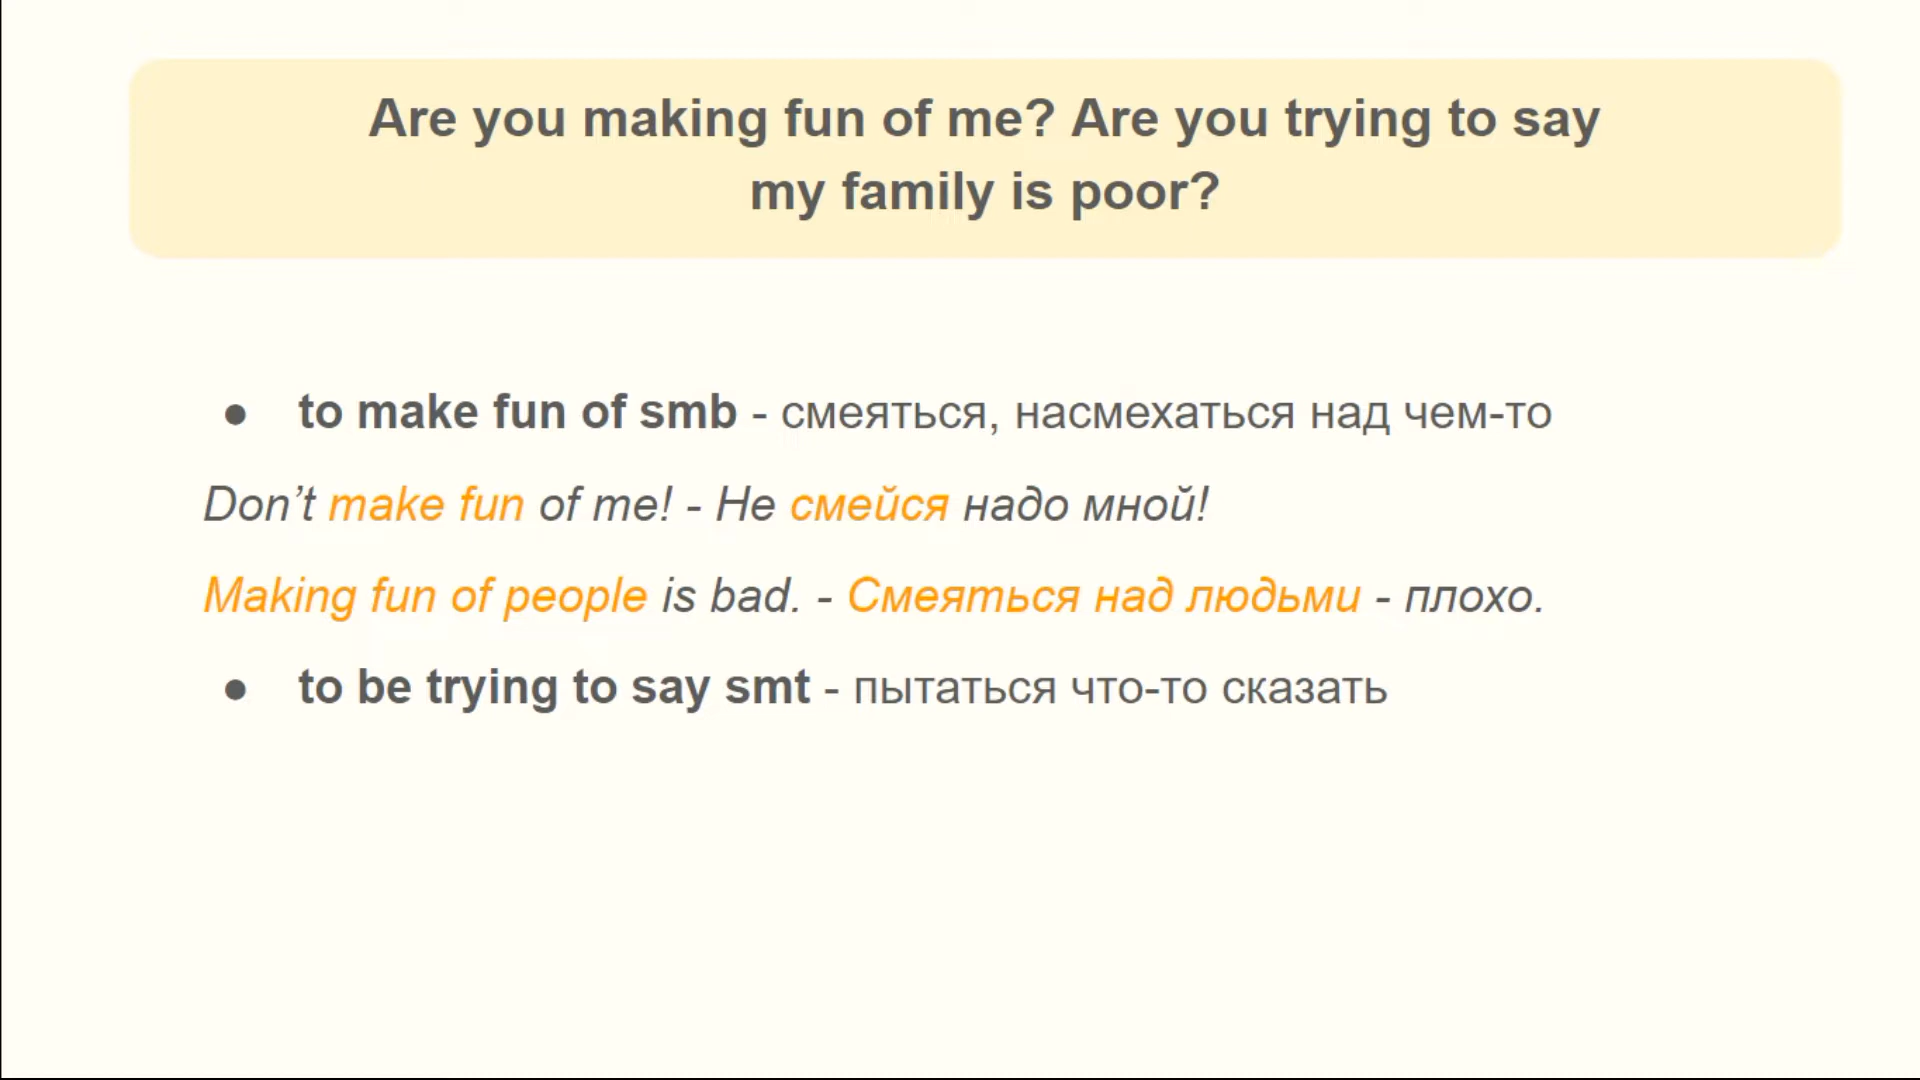 Are you making fun of me? Are you trying to say
my family is poor?
● to make fun of smb - смеяться, насмехаться над чем-то
Don’t make fun of me! - Не смейся надо мной!
Making fun of people is bad. - Смеяться над людьми - плохо.
● to be trying to say smt - пытаться что-то сказать